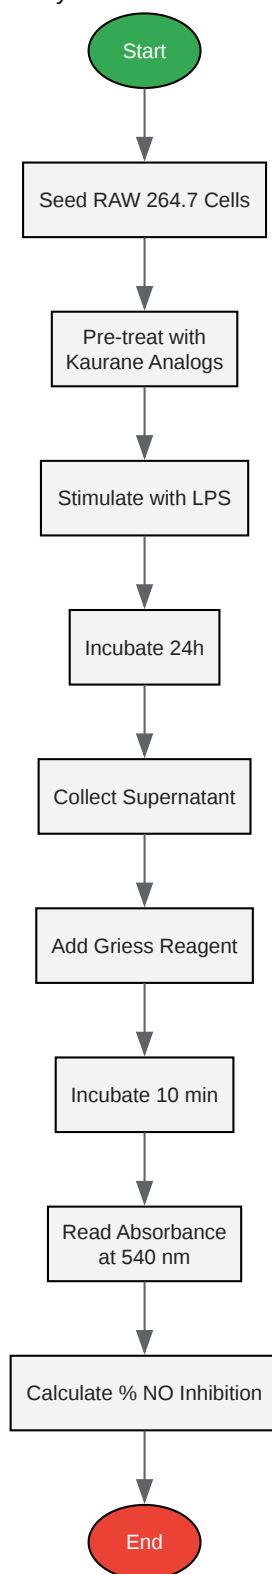 Start
Seed RAW 264.7 Cells
Pre-treat with
Kaurane Analogs
Stimulate with LPS
Incubate 24h
Collect Supernatant
Add Griess Reagent
Incubate 10 min
Read Absorbance
at 540 nm
Calculate % NO Inhibition
End